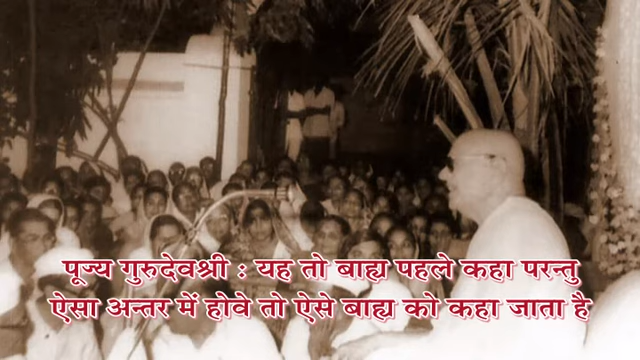 पूज्य गुरुदेवश्री : यह तो बाह्य पहले कहा परन्तु
ऐसा अन्तर में होवे तो ऐसे बाह्य को कहा जाता है